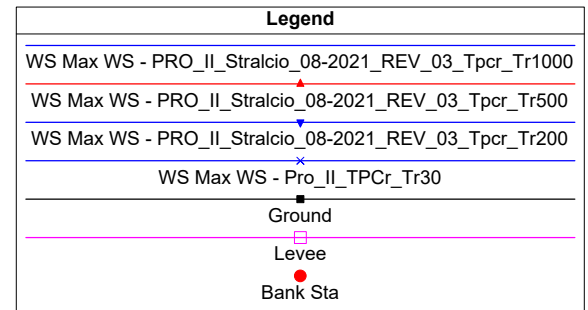 Legend
WS Max WS - PRO_II_Stralcio_08-2021_REV_03_Tpcr_Tr1000
WS Max WS - PRO_II_Stralcio_08-2021_REV_03_Tpcr_Tr500
WS Max WS - PRO_II_Stralcio_08-2021_REV_03_Tpcr_Tr200
WS Max WS - Pro_II_TPCr_Tr30
Ground
Levee
Bank Sta